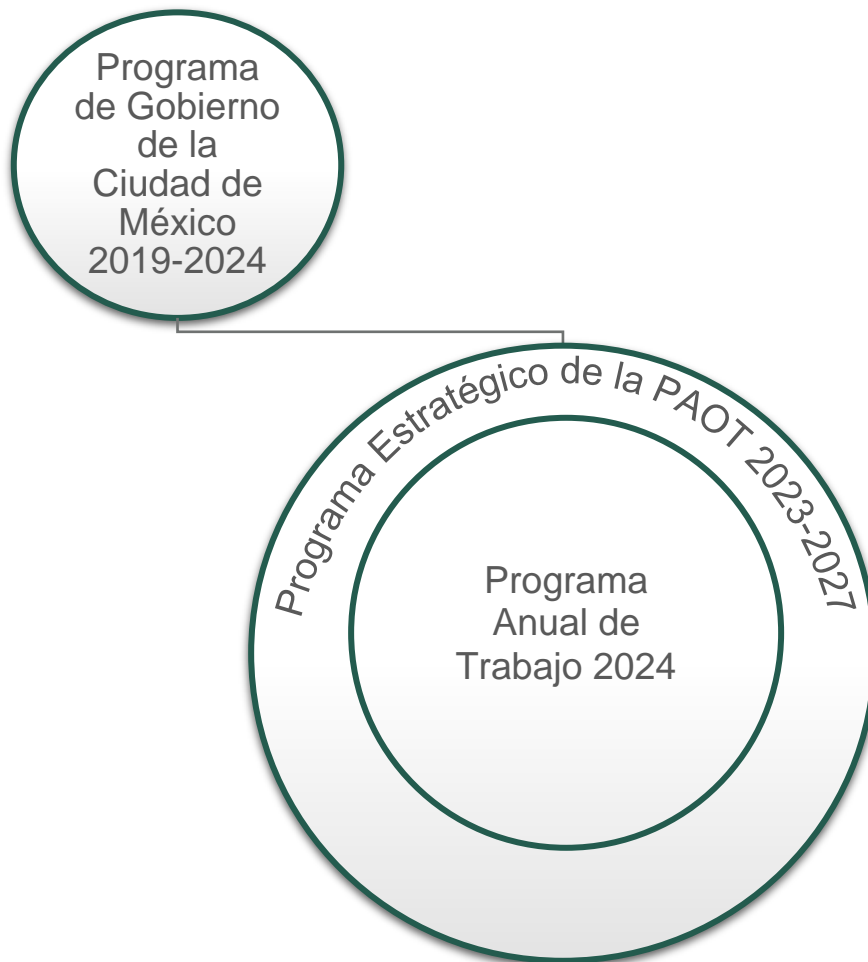 Programa
de Gobierno
de la
Ciudad de
México
2019-2024
Programa Estratégico de la PAOT 2023-2027
Programa
Anual de
Trabajo 2024